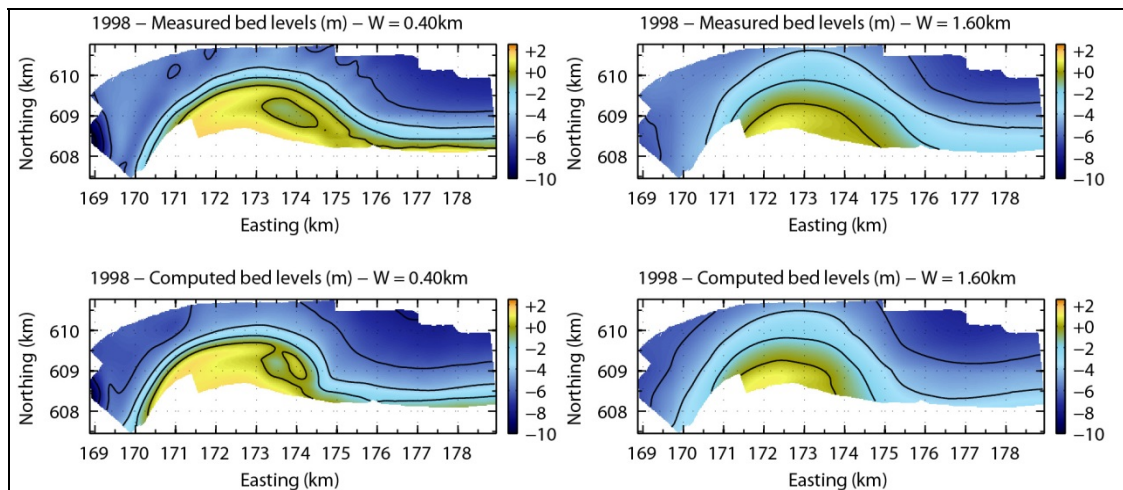 1998 – Measured bed levels (m) – W = 0.40km
Northing (km)
610
609
608
169 170 171 172 173 174 175 176 177 178
Easting (km)
+2
+0
−2
−4
−6
−8
−10
1998 – Measured bed levels (m) – W = 1.60km
Northing (km)
610
609
608
169 170 171 172 173 174 175 176 177 178
Easting (km)
+2
+0
−2
−4
−6
−8
−10
1998 – Computed bed levels (m) – W = 0.40km
Northing (km)
610
609
608
169 170 171 172 173 174 175 176 177 178
Easting (km)
+2
+0
−2
−4
−6
−8
−10
1998 – Computed bed levels (m) – W = 1.60km
Northing (km)
610
609
608
169 170 171 172 173 174 175 176 177 178
Easting (km)
+2
+0
−2
−4
−6
−8
−10